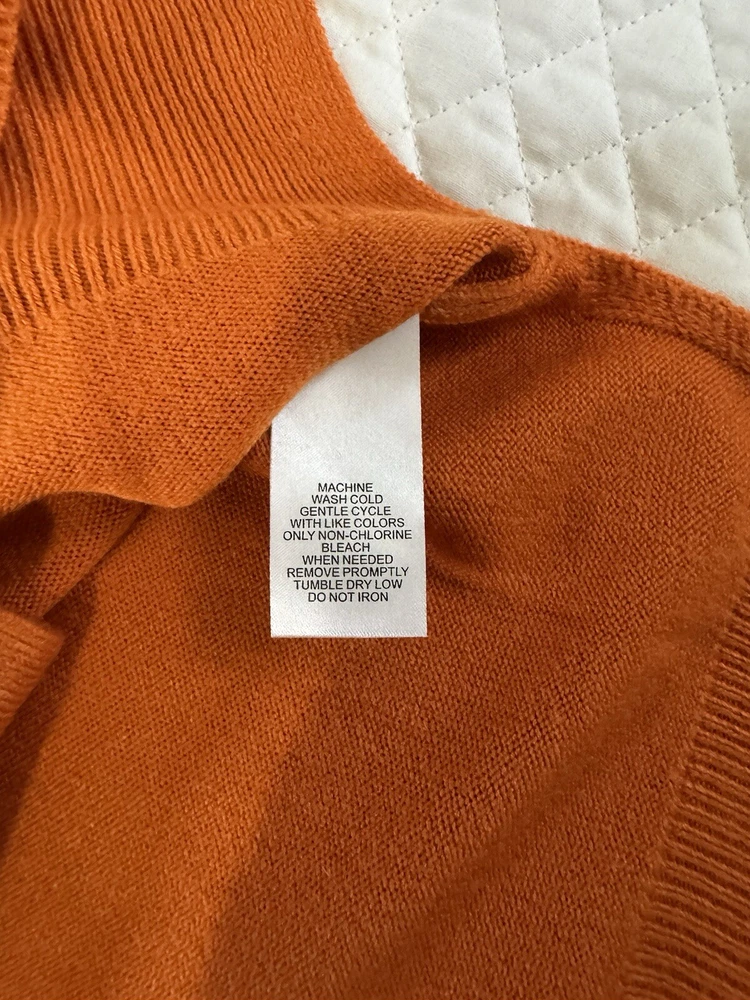 MACHINE
WASH COLD
GENTLE CYCLE
WITH LIKE COLORS
ONLY NON-CHLORINE
BLEACH
WHEN NEEDED
REMOVE PROMPTLY
TUMBLE DRY LOW
DO NOT IRON